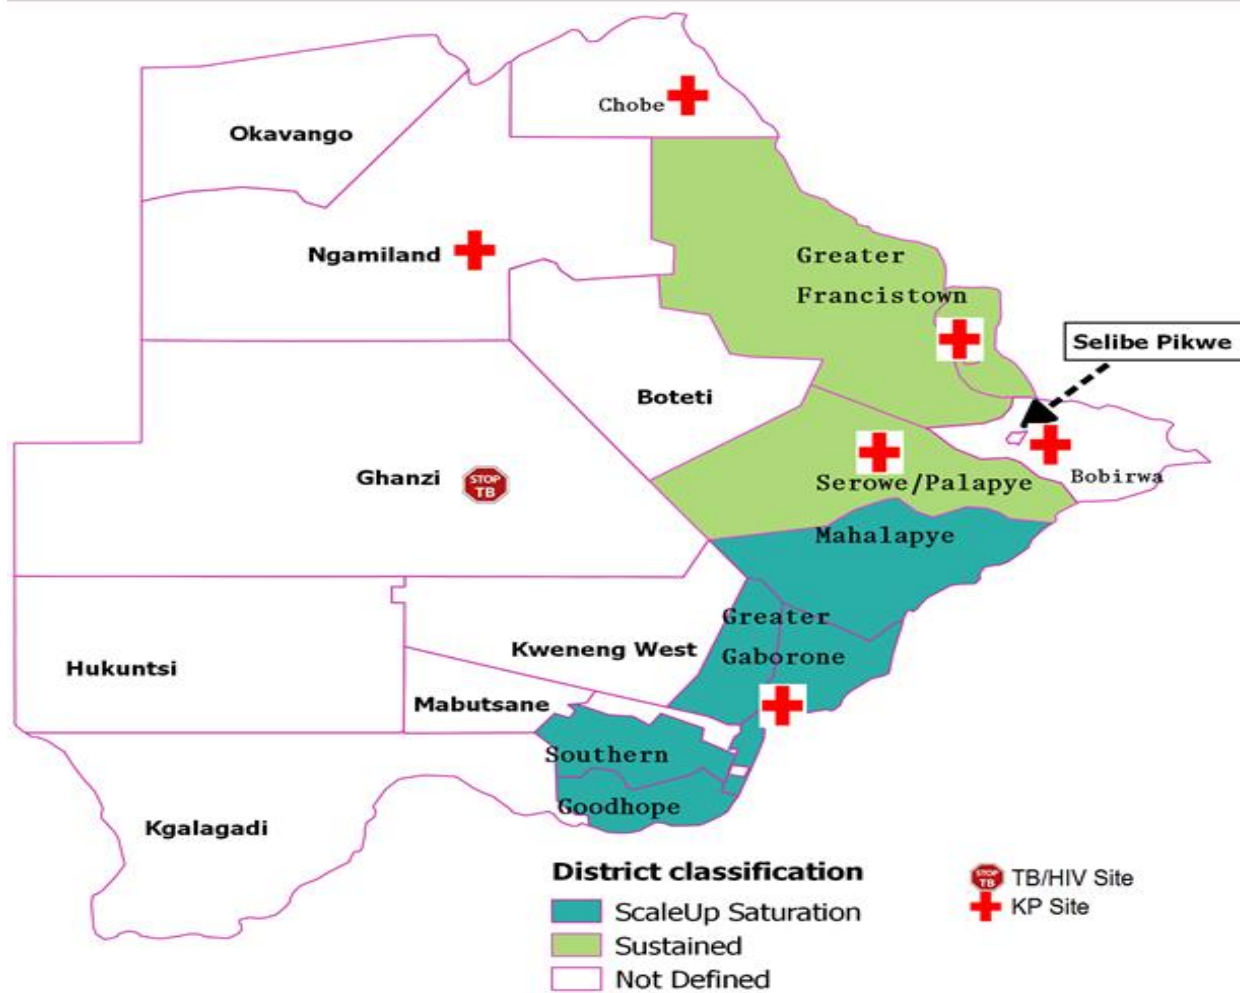 Chobe
Okavango
Ngamiland
Greater
Francistown
Selibe Pikwe
Boteti
Ghanzi
STOP
TB
Serowe/Palapye
Bobirwa
Mahalapye
Greater
Gaborone
Kweneng West
Hukuntsi
Mabutsane
Southern
Goodhope
Kgalagadi
District classification
ScaleUp Saturation
Sustained
Not Defined
STOP
TB
TB/HIV Site
KP Site